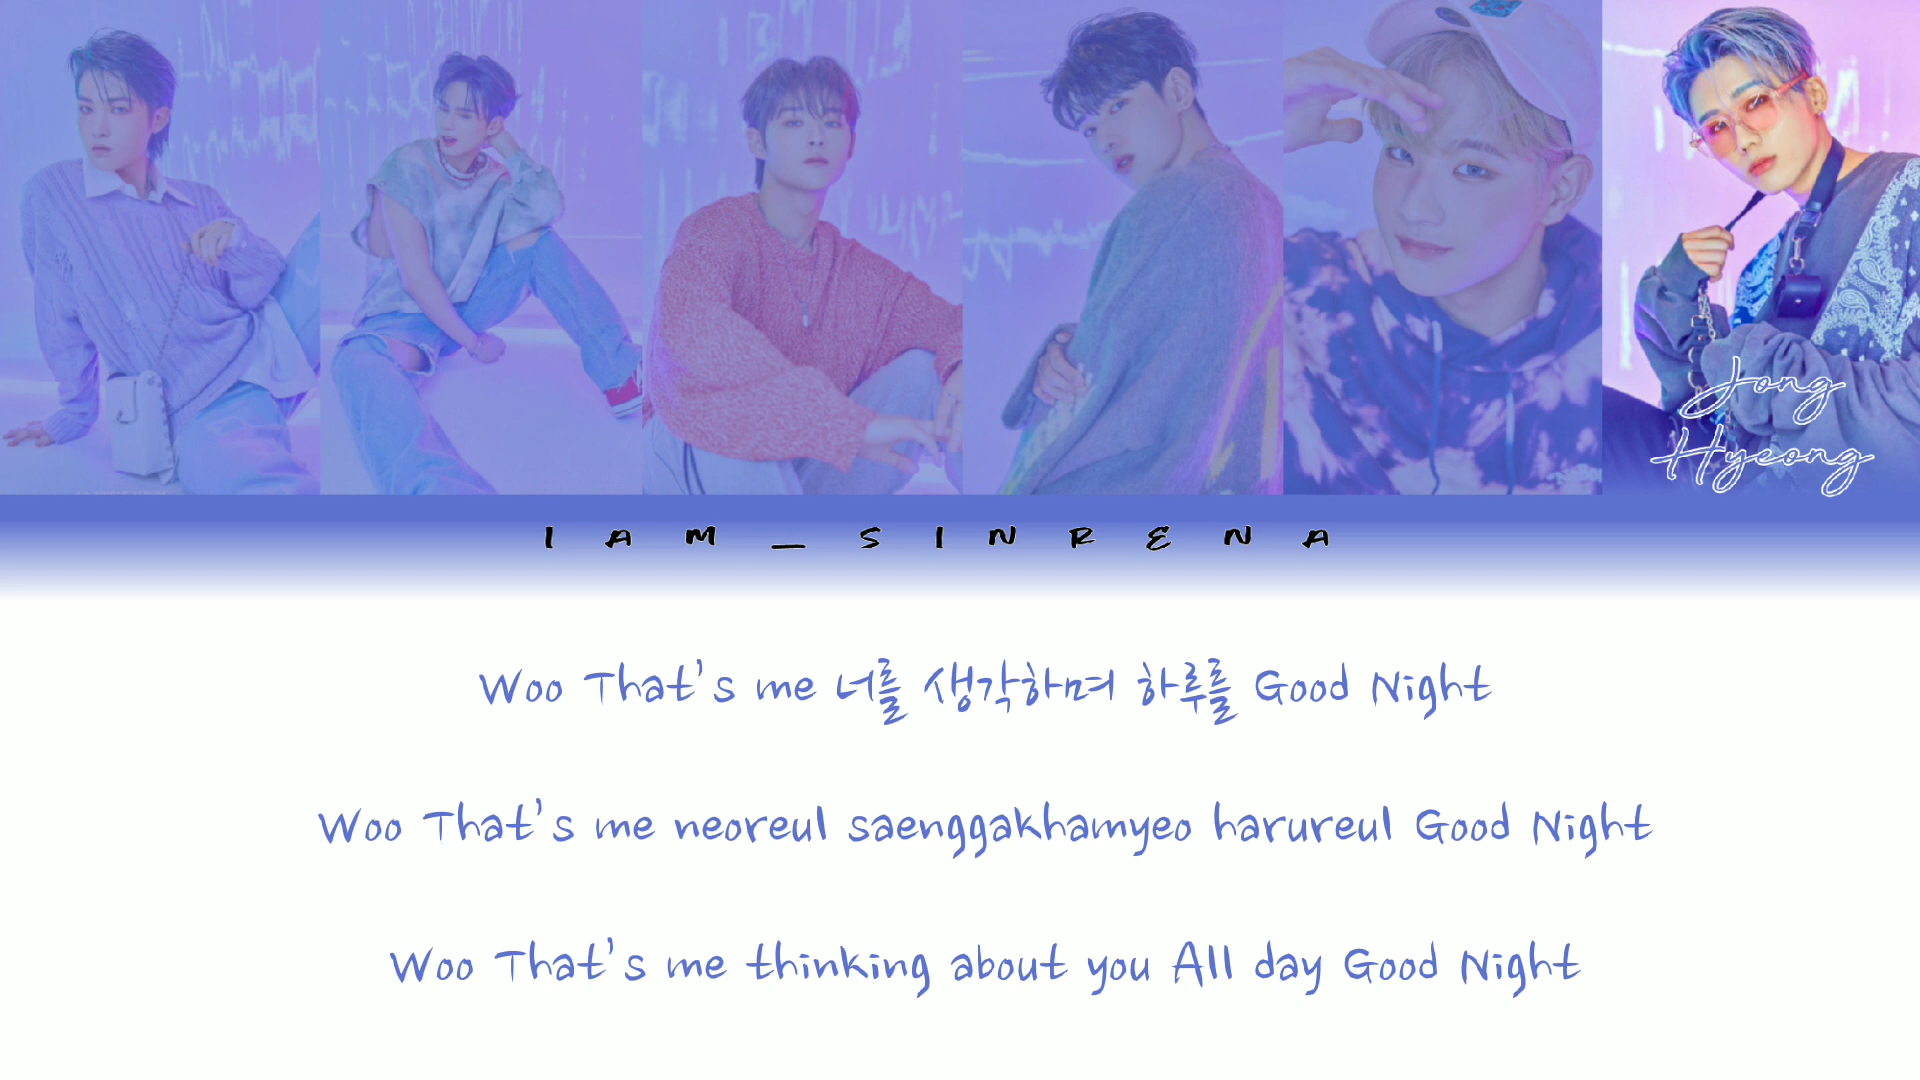 Jong
Hyeong
I AM_SINRENA
Woo That's me 너를 생각하며 하루를 Good Night
Woo That's me neoreul saenggakhamyeo harureul Good Night
Woo That's me thinking about you All day Good Night